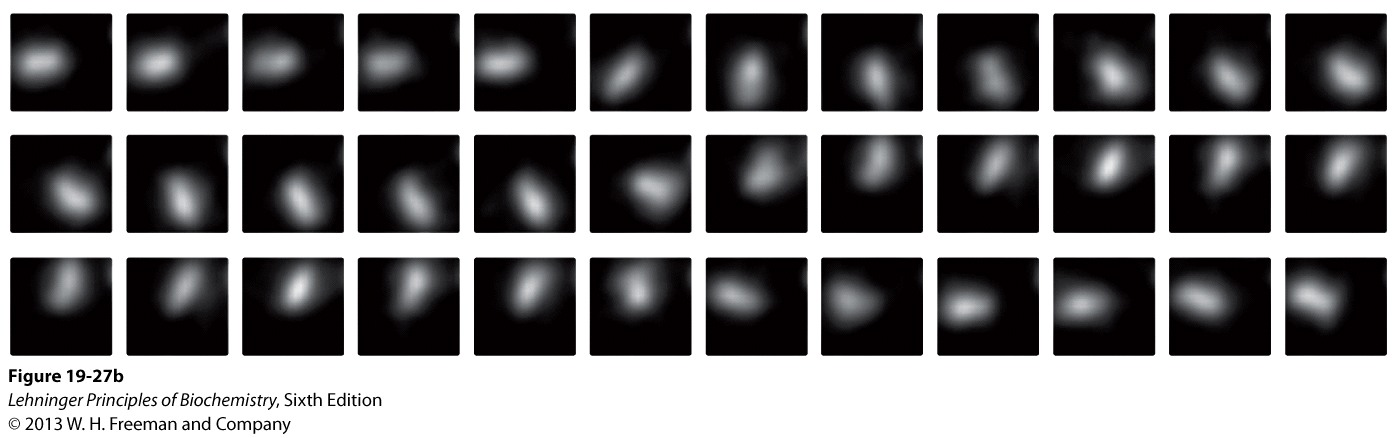 Figure 19-27b
Lehninger Principles of Biochemistry, Sixth Edition
© 2013 W. H. Freeman and Company